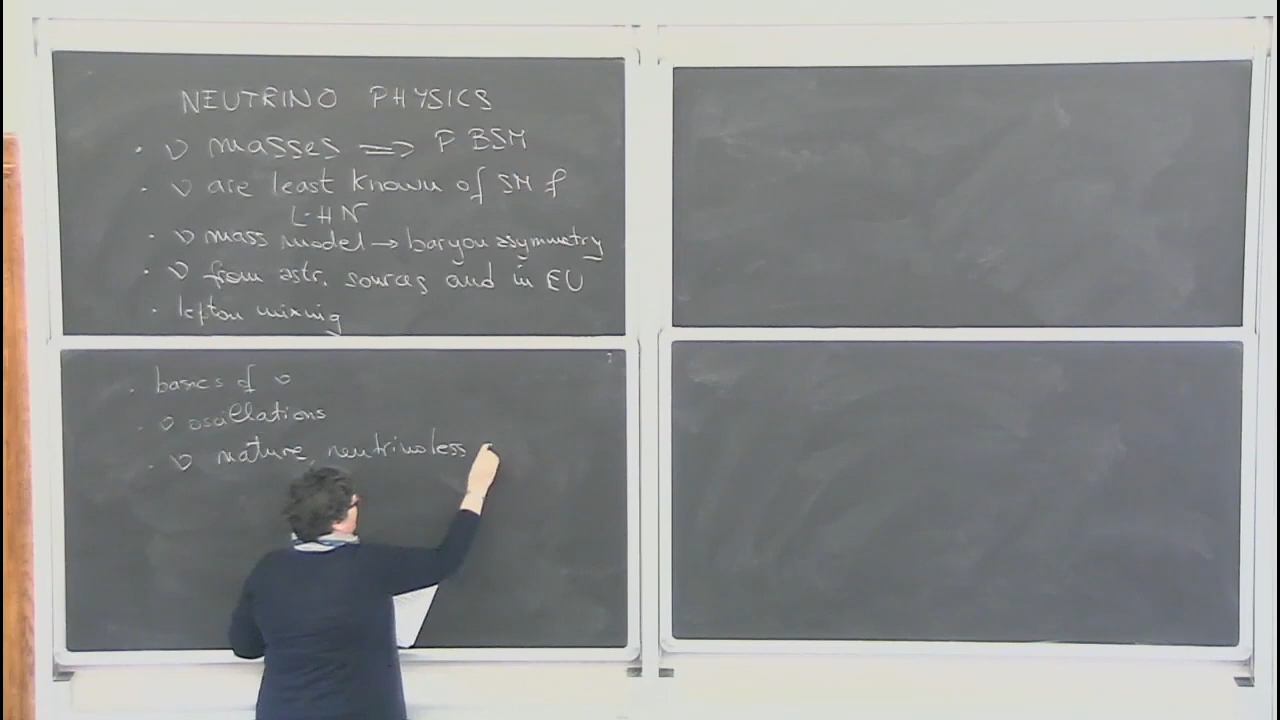 NEUTRINO PHYSICS
· ν masses ⇒ P BSM
· ν are least known of SM f
L-HN
· ν mass model → baryon asymmetry
· ν from astr. sources and in EU
· lepton mixing
· basics of ν
· ν oscillations
· ν nature, neutrinoless